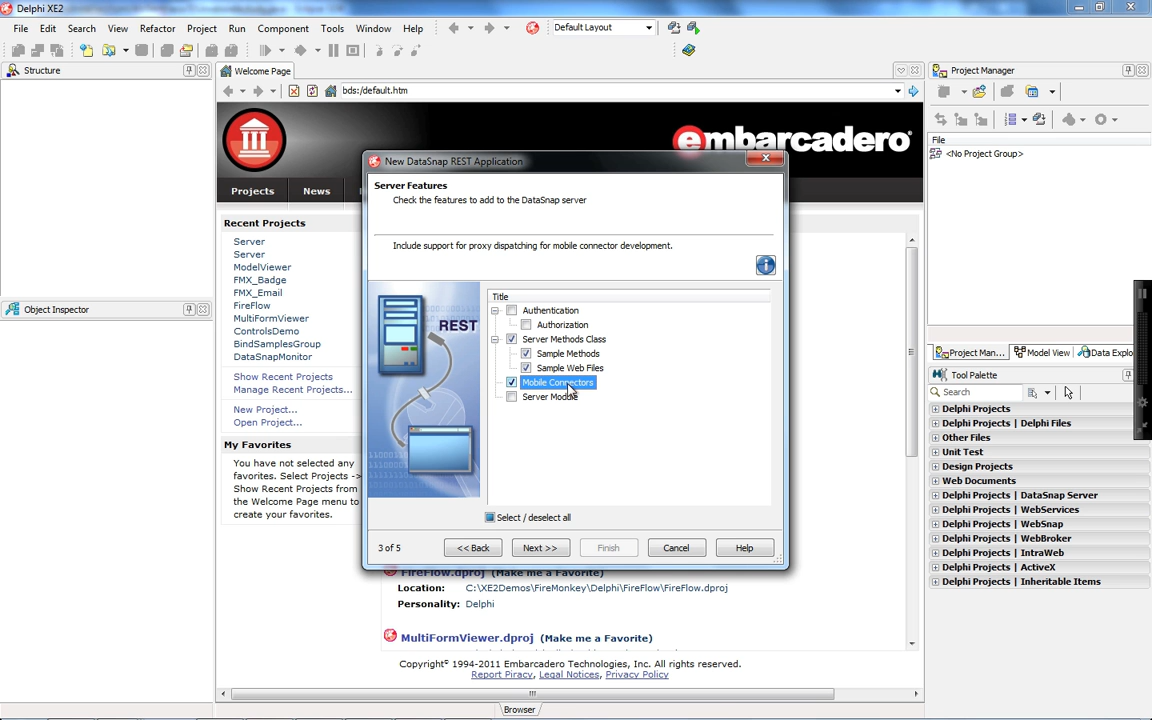 Delphi XE2
File Edit Search View Refactor Project Run Component Tools Window Help
Default Layout
Structure
Welcome Page
Project Manager
bds:/default.htm
embarcadero®
File
<No Project Group>
Projects News
New DataSnap REST Application
Server Features
Check the features to add to the DataSnap server
Include support for proxy dispatching for mobile connector development.
REST
Title
Authentication
Authorization
Server Methods Class
Sample Methods
Sample Web Files
Mobile Connectors
Server Module
Select / deselect all
3 of 5
<< Back
Next >>
Finish
Cancel
Help
Recent Projects
Server
Server
ModelViewer
FMX_Badge
FMX_Email
FireFlow
MultiFormViewer
ControlsDemo
BindSamplesGroup
DataSnapMonitor
Show Recent Projects
Manage Recent Projects...
New Project...
Open Project...
My Favorites
You have not selected any
favorites. Select Projects ->
Show Recent Projects from
the Welcome Page menu to
create your favorites.
Object Inspector
FireFlow.dproj (Make me a Favorite)
Location: C:\XE2Demos\FireMonkey\Delphi\FireFlow\FireFlow.dproj
Personality: Delphi
MultiFormViewer.dproj (Make me a Favorite)
Copyright© 1994-2011 Embarcadero Technologies, Inc. All rights reserved.
Report Piracy, Legal Notices, Privacy Policy
Browser
Project Man... Model View Data Explo
Tool Palette
Search
Delphi Projects
Delphi Projects | Delphi Files
Other Files
Unit Test
Design Projects
Web Documents
Delphi Projects | DataSnap Server
Delphi Projects | WebServices
Delphi Projects | WebSnap
Delphi Projects | WebBroker
Delphi Projects | IntraWeb
Delphi Projects | ActiveX
Delphi Projects | Inheritable Items